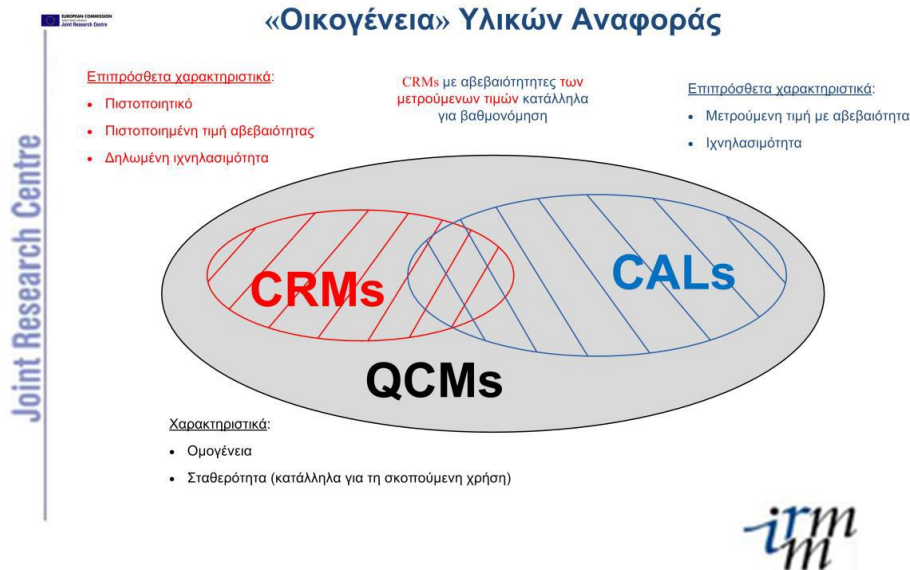 «Οικογένεια» Υλικών Αναφοράς
EUROPEAN COMMISSION
Joint Research Centre
Joint Research Centre
Επιπρόσθετα χαρακτηριστικά:
• Πιστοποιητικό
• Πιστοποιημένη τιμή αβεβαιότητας
• Δηλωμένη ιχνηλασιμότητα
CRMs με αβεβαιότητητες των
μετρούμενων τιμών κατάλληλα
για βαθμονόμηση
Επιπρόσθετα χαρακτηριστικά:
• Μετρούμενη τιμή με αβεβαιότητα
• Ιχνηλασιμότητα
CRMs
CALs
QCMs
Χαρακτηριστικά:
• Ομογένεια
• Σταθερότητα (κατάλληλα για τη σκοπούμενη χρήση)
irmm